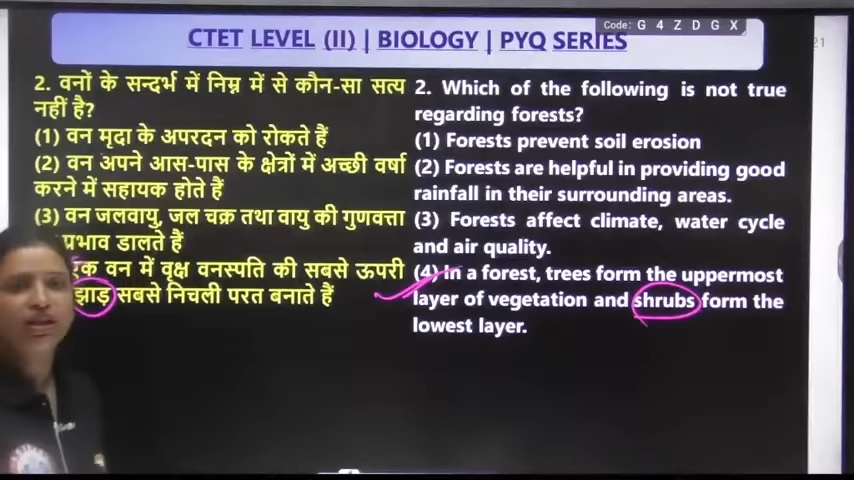 Code: G 4 Z D G X
21
CTET LEVEL (II) | BIOLOGY | PYQ SERIES
2. वनों के सन्दर्भ में निम्न में से कौन-सा सत्य
नहीं है?
(1) वन मृदा के अपरदन को रोकते हैं
(2) वन अपने आस-पास के क्षेत्रों में अच्छी वर्षा
करने में सहायक होते हैं
(3) वन जलवायु, जल चक्र तथा वायु की गुणवत्ता
प्रभाव डालते हैं
एक वन में वृक्ष वनस्पति की सबसे ऊपरी
झाड़ सबसे निचली परत बनाते हैं
2. Which of the following is not true
regarding forests?
(1) Forests prevent soil erosion
(2) Forests are helpful in providing good
rainfall in their surrounding areas.
(3) Forests affect climate, water cycle
and air quality.
(4) In a forest, trees form the uppermost
layer of vegetation and shrubs form the
lowest layer.